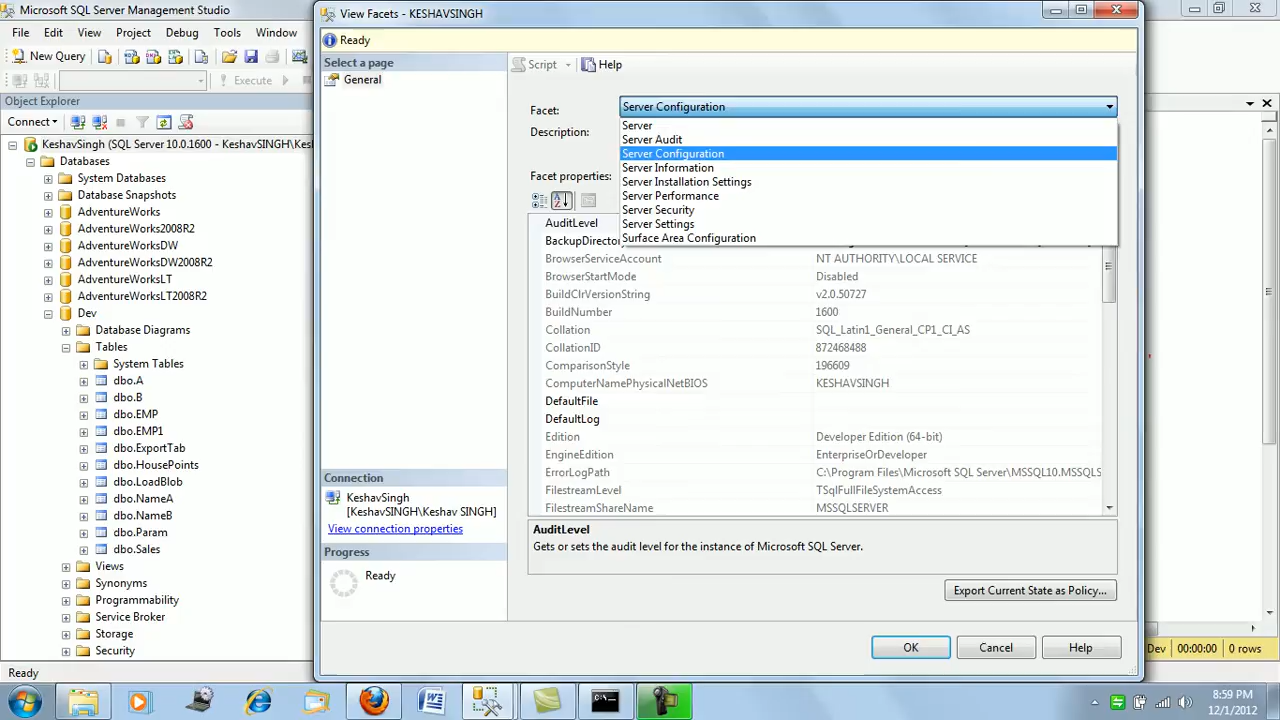 Microsoft SQL Server Management Studio
File Edit View Project Debug Tools Window
New Query
Execute
Object Explorer
Connect
KeshavSingh (SQL Server 10.0.1600 - KeshavSINGH\Kes
Databases
System Databases
Database Snapshots
AdventureWorks
AdventureWorks2008R2
AdventureWorksDW
AdventureWorksDW2008R2
AdventureWorksLT
AdventureWorksLT2008R2
Dev
Database Diagrams
Tables
System Tables
dbo.A
dbo.B
dbo.EMP
dbo.EMP1
dbo.ExportTab
dbo.HousePoints
dbo.LoadBlob
dbo.NameA
dbo.NameB
dbo.Param
dbo.Sales
Views
Synonyms
Programmability
Service Broker
Storage
Security
Ready
View Facets - KESHAVSINGH
Ready
Select a page
General
Connection
KeshavSingh
[KeshavSINGH\Keshav SINGH]
View connection properties
Progress
Ready
Script Help
Facet: Server Configuration
Description:
Facet properties:
Server
Server Audit
Server Configuration
Server Information
Server Installation Settings
Server Performance
Server Security
Server Settings
Surface Area Configuration
AuditLevel
BackupDirectory
BrowserServiceAccount NT AUTHORITY\LOCAL SERVICE
BrowserStartMode Disabled
BuildClrVersionString v2.0.50727
BuildNumber 1600
Collation SQL_Latin1_General_CP1_CI_AS
CollationID 872468488
ComparisonStyle 196609
ComputerNamePhysicalNetBIOS KESHAVSINGH
DefaultFile
DefaultLog
Edition Developer Edition (64-bit)
EngineEdition EnterpriseOrDeveloper
ErrorLogPath C:\Program Files\Microsoft SQL Server\MSSQL10.MSSQLS
FilestreamLevel TSqlFullFileSystemAccess
FilestreamShareName MSSQLSERVER
AuditLevel
Gets or sets the audit level for the instance of Microsoft SQL Server.
Export Current State as Policy...
OK Cancel Help
Dev 00:00:00 0 rows
8:59 PM
12/1/2012